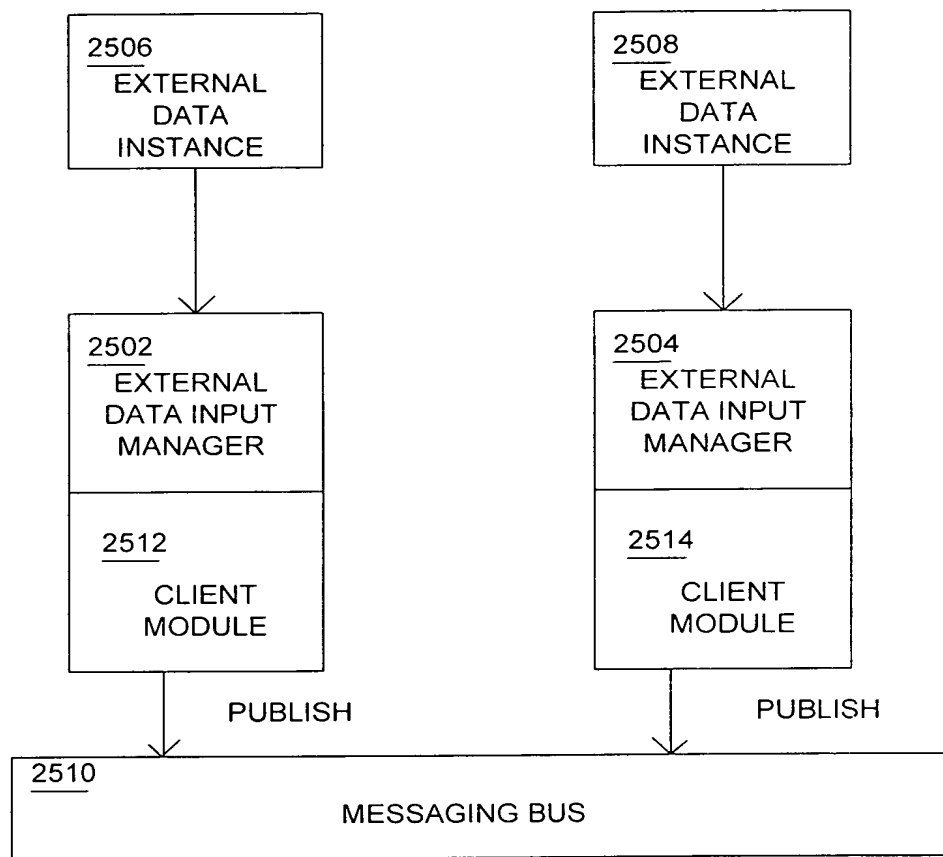 2506
EXTERNAL
DATA
INSTANCE
2508
EXTERNAL
DATA
INSTANCE
2502
EXTERNAL
DATA INPUT
MANAGER
2504
EXTERNAL
DATA INPUT
MANAGER
2512
CLIENT
MODULE
2514
CLIENT
MODULE
PUBLISH
PUBLISH
2510
MESSAGING BUS